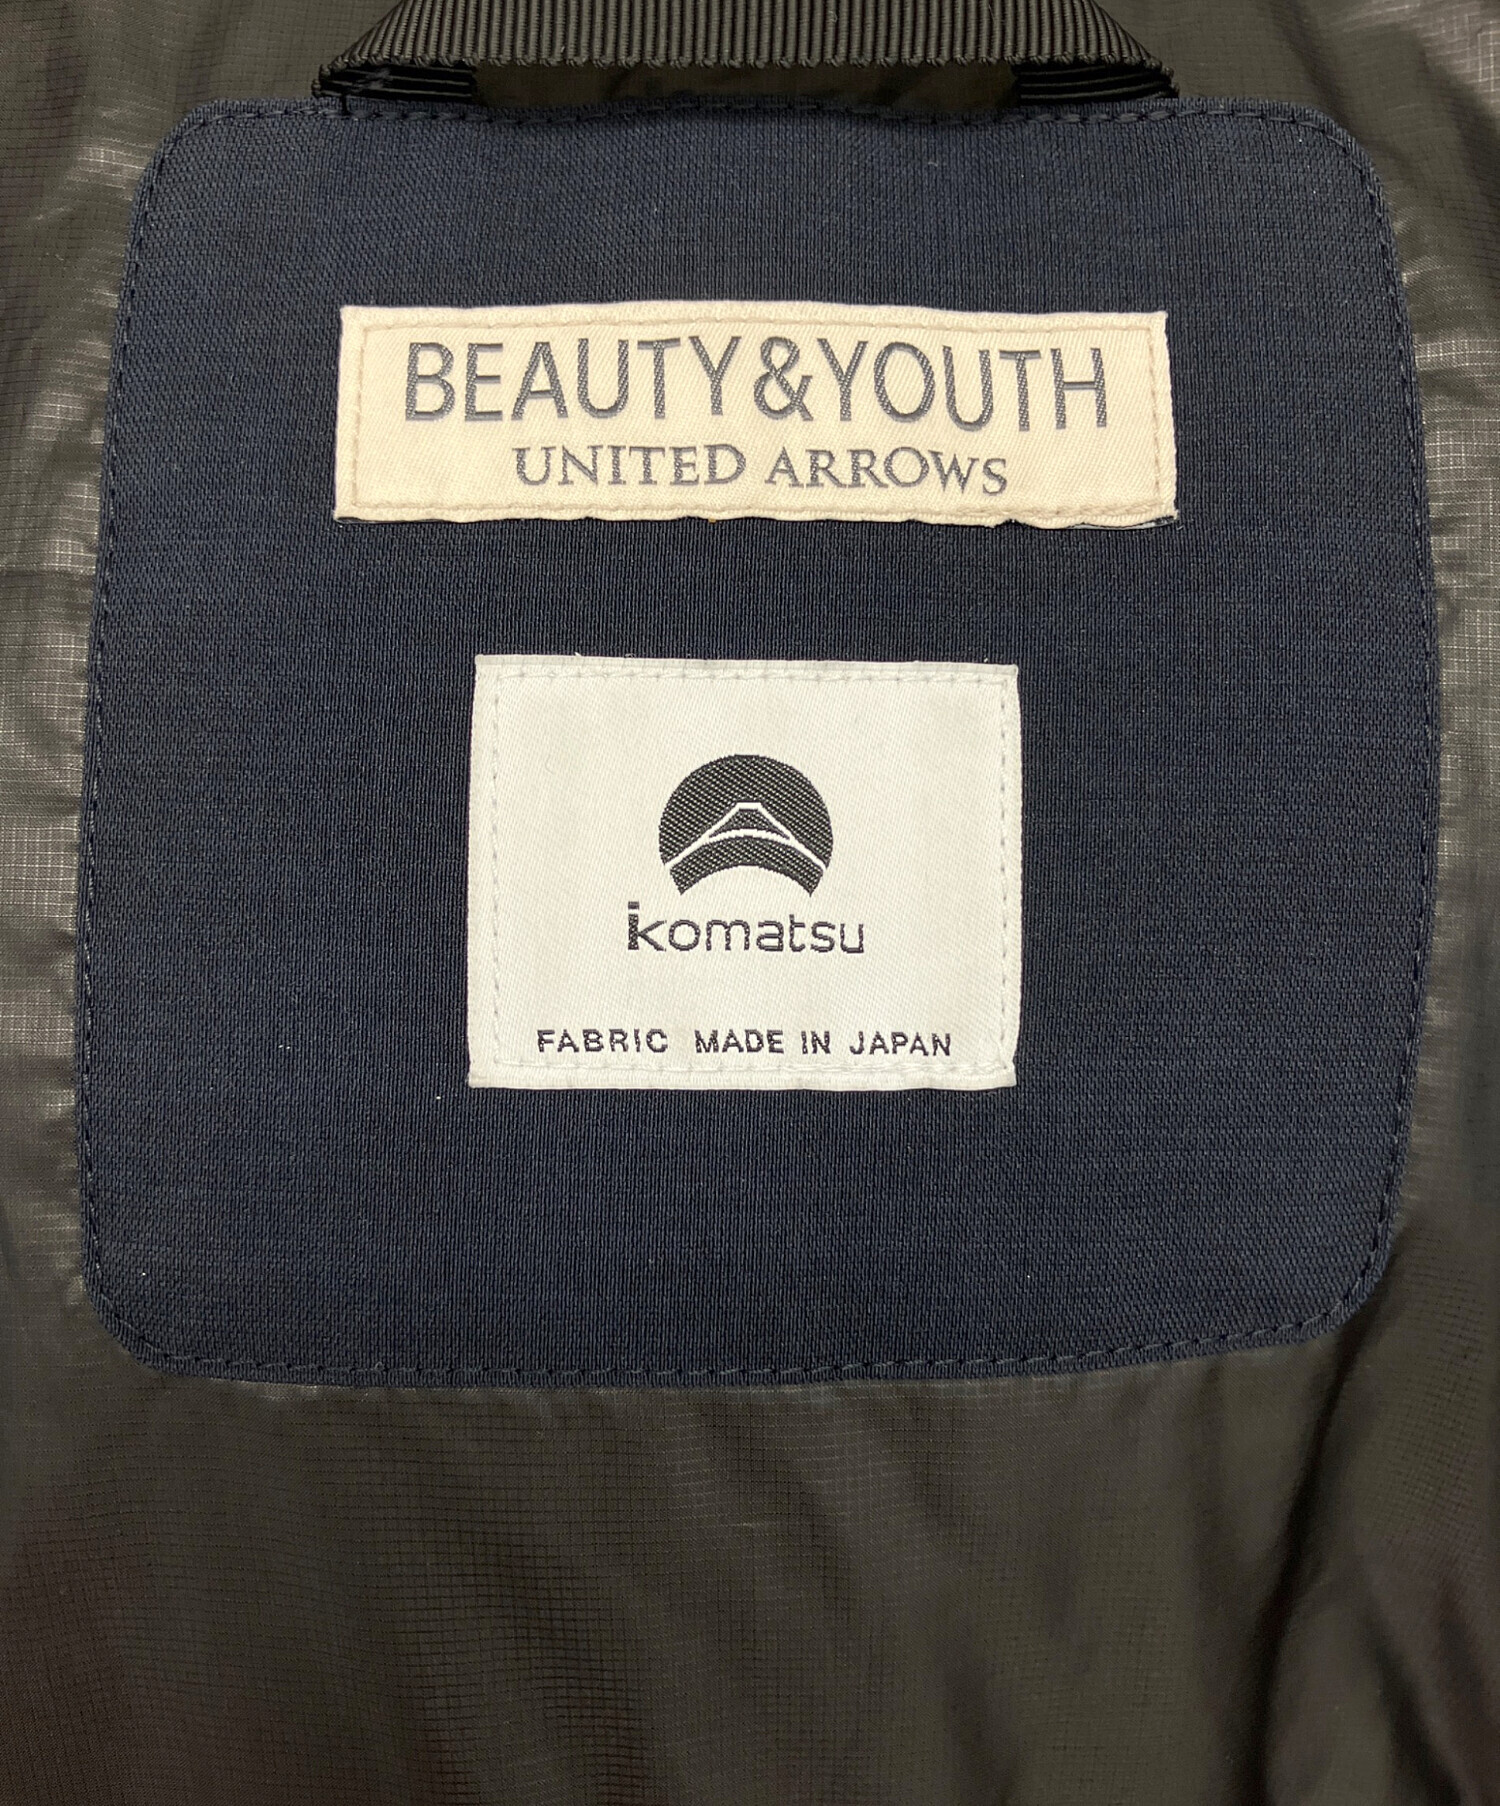 BEAUTY&YOUTH
UNITED ARROWS
komatsu
FABRIC MADE IN JAPAN